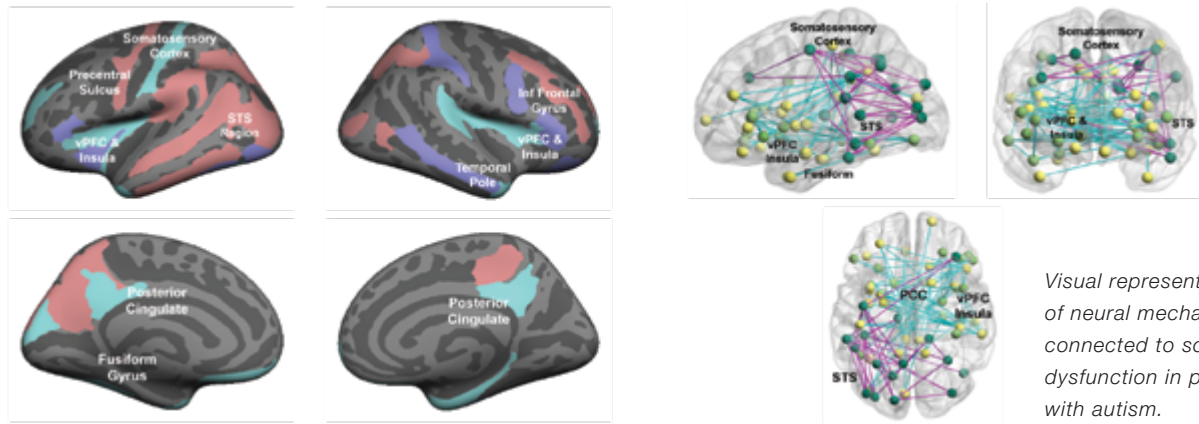 Somatosensory
Cortex
Precentral
Sulcus
STS
Region
vPFC &
Insula
Inf Frontal
Gyrus
vPFC &
Insula
Temporal
Pole
Somatosensory
Cortex
STS
vPFC
Insula
Fusiform
Somatosensory
Cortex
vPFC &
Insula
STS
Posterior
Cingulate
Fusiform
Gyrus
Posterior
Cingulate
PCC
vPFC
Insula
STS
Visual represent
of neural mecha
connected to so
dysfunction in p
with autism.